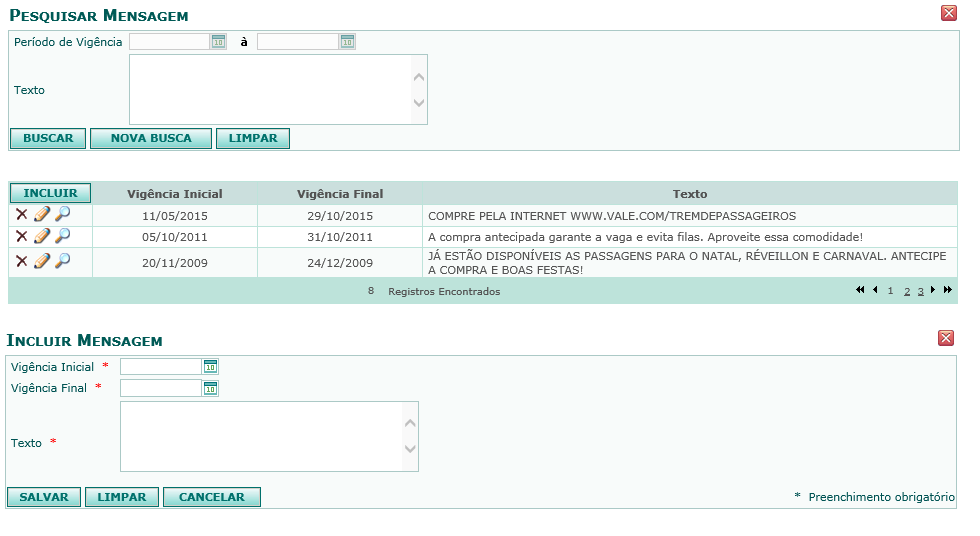 PESQUISAR MENSAGEM
Período de Vigência 10 à 10
Texto
BUSCAR NOVA BUSCA LIMPAR
INCLUIR Vigência Inicial Vigência Final Texto
11/05/2015 29/10/2015 COMPRE PELA INTERNET WWW.VALE.COM/TREMDEPASSAGEIROS
05/10/2011 31/10/2011 A compra antecipada garante a vaga e evita filas. Aproveite essa comodidade!
20/11/2009 24/12/2009 JÁ ESTÃO DISPONÍVEIS AS PASSAGENS PARA O NATAL, RÉVEILLON E CARNAVAL. ANTECIPE
A COMPRA E BOAS FESTAS!
8 Registros Encontrados 1 2 3
INCLUIR MENSAGEM
Vigência Inicial * 10
Vigência Final * 10
Texto *
SALVAR LIMPAR CANCELAR * Preenchimento obrigatório